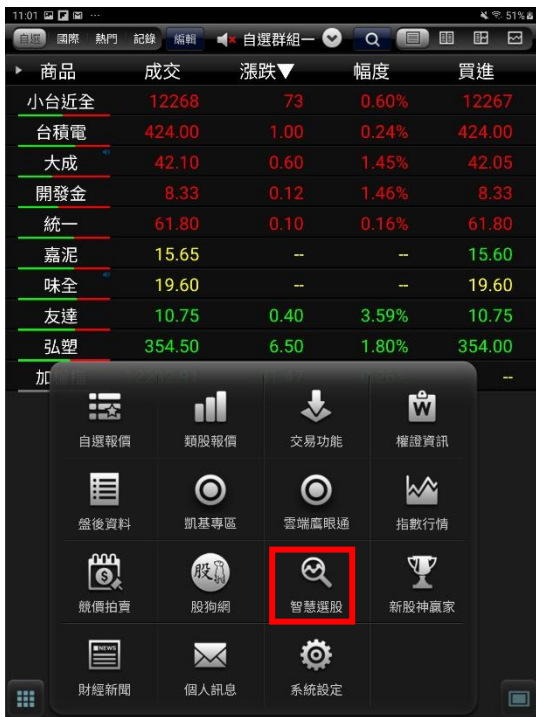 11:01 51%
自選 國際 熱門 記錄 編輯 自選群組一
商品 成交 漲跌▼ 幅度 買進
小台近全 12268 73 0.60% 12267
台積電 424.00 1.00 0.24% 424.00
大成 42.10 0.60 1.45% 42.05
開發金 8.33 0.12 1.46% 8.33
統一 61.80 0.10 0.16% 61.80
嘉泥 15.65 -- -- 15.60
味全 19.60 -- -- 19.60
友達 10.75 0.40 3.59% 10.75
弘塑 354.50 6.50 1.80% 354.00
加 --
自選報價 類股報價 交易功能 權證資訊
盤後資料 凱基專區 雲端鷹眼通 指數行情
股
競價拍賣 股狗網 智慧選股 新股神贏家
NEWS
財經新聞 個人訊息 系統設定